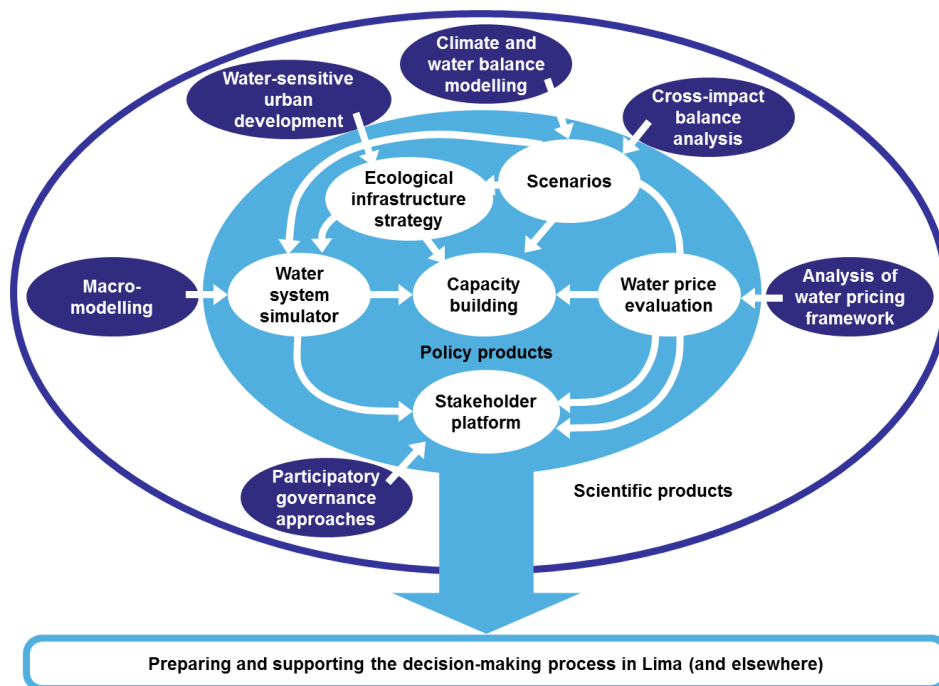 Climate and
water balance
modelling
Water-sensitive
urban
development
Cross-impact
balance
analysis
Ecological
infrastructure
strategy
Scenarios
Macro-
modelling
Water
system
simulator
Capacity
building
Water price
evaluation
Analysis of
water pricing
framework
Policy products
Stakeholder
platform
Participatory
governance
approaches
Scientific products
Preparing and supporting the decision-making process in Lima (and elsewhere)